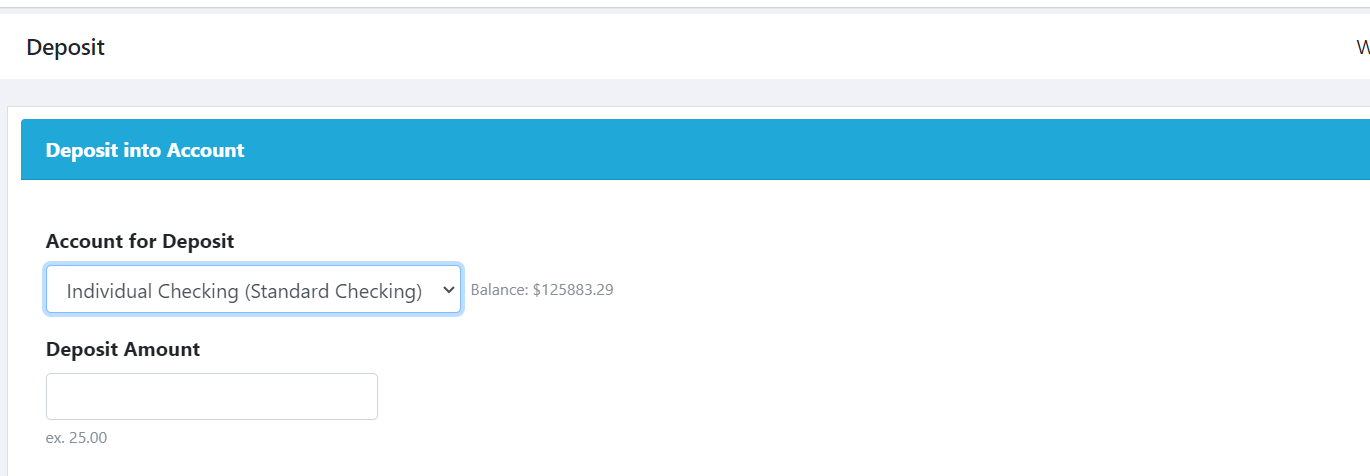 Deposit
W
Deposit into Account
Account for Deposit
Individual Checking (Standard Checking)
Balance: $125883.29
Deposit Amount
ex. 25.00